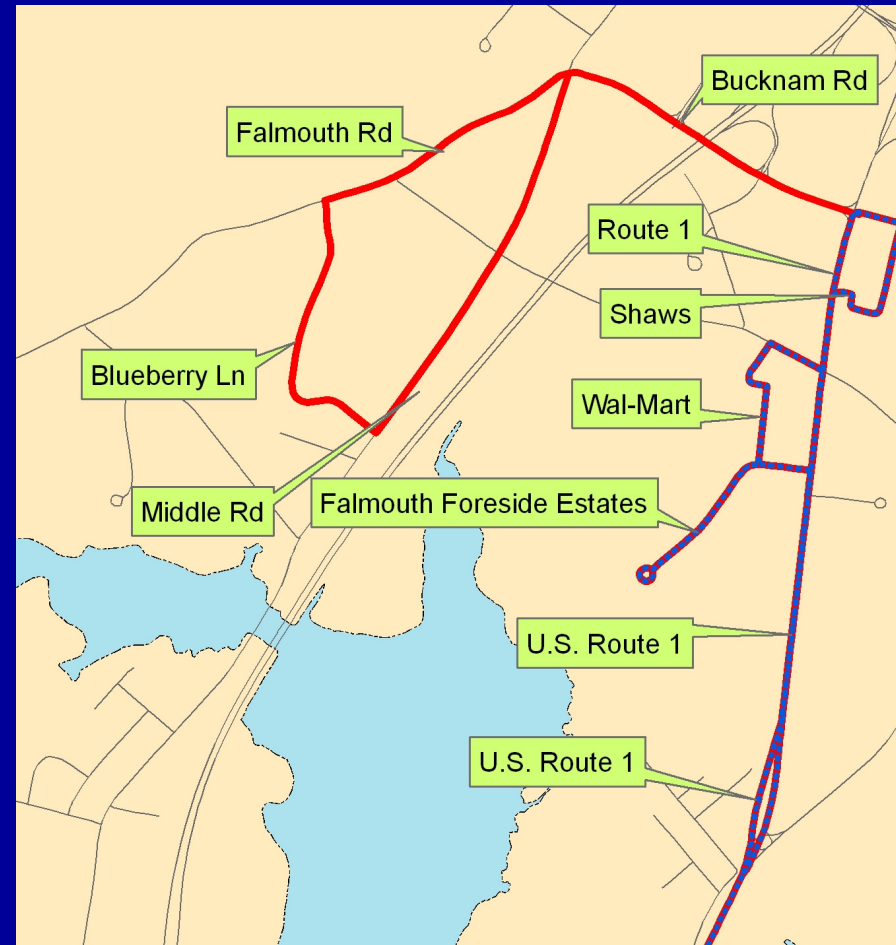 Bucknam Rd
Falmouth Rd
Route 1
Shaws
Blueberry Ln
Wal-Mart
Middle Rd
Falmouth Foreside Estates
U.S. Route 1
U.S. Route 1